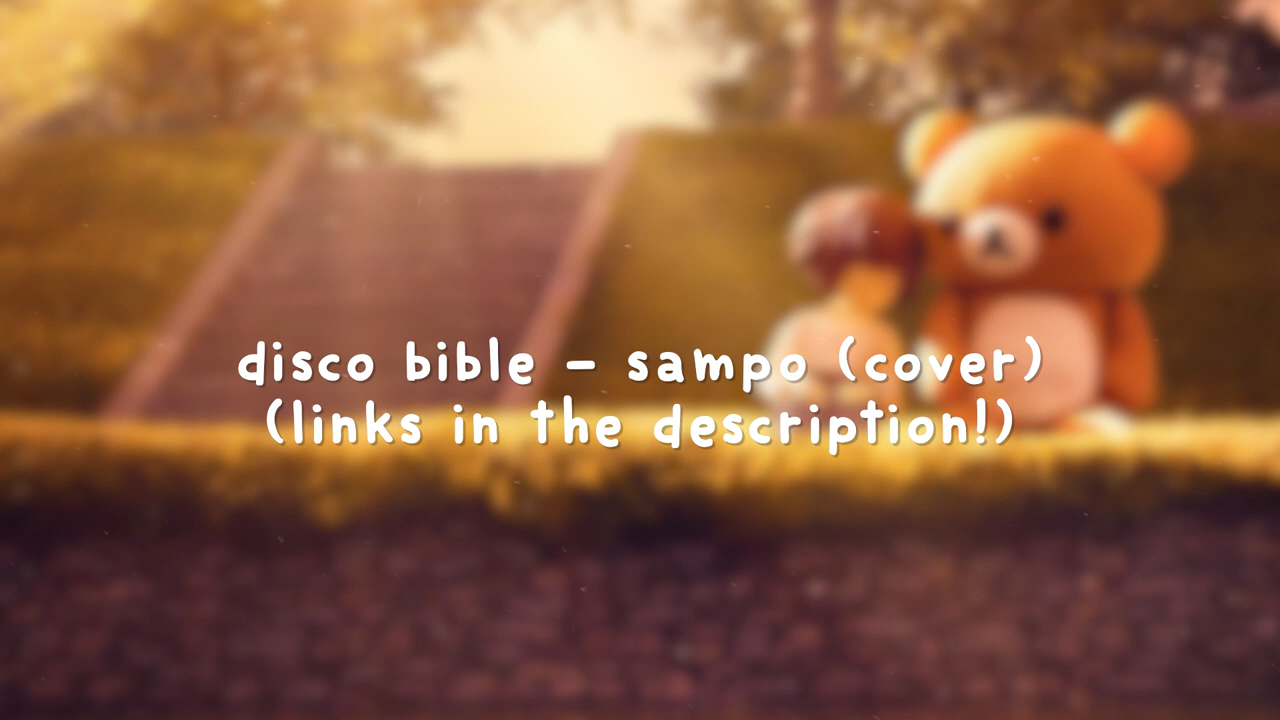 disco bible - sampo (cover)
(links in the description!)